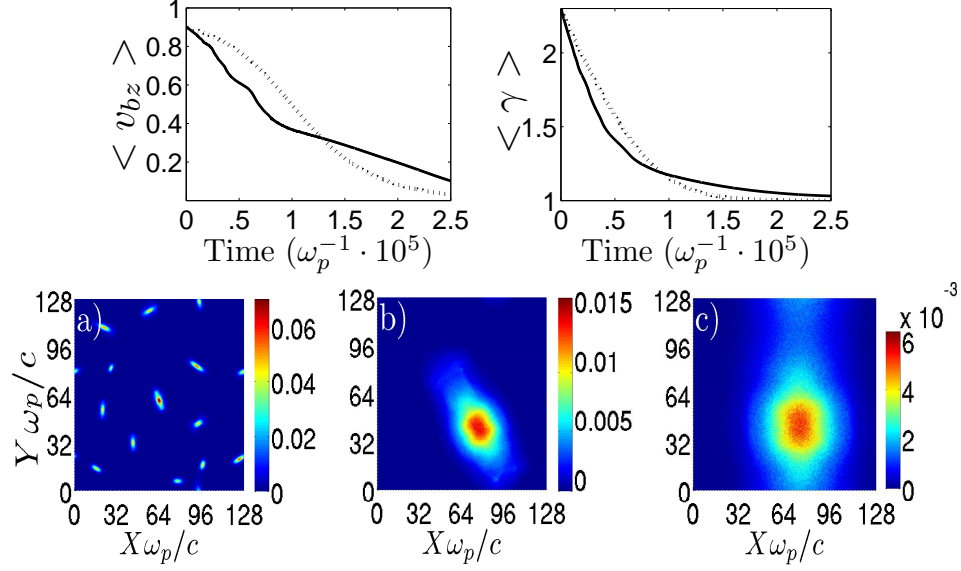 1
0.8
0.6
0.4
0.2
< v_{bz} >
0 .5 1 1.5 2 2.5
Time (ω_p^{-1} · 10^5)
2
1.5
1
< γ >
0 .5 1 1.5 2 2.5
Time (ω_p^{-1} · 10^5)
a)
128
96
64
32
0
Y ω_p/c
0 32 64 96 128
X ω_p/c
0.06
0.04
0.02
0
b)
128
96
64
32
0
0 32 64 96 128
X ω_p/c
0.015
0.01
0.005
0
c)
128
96
64
32
0
0 32 64 96 128
X ω_p/c
x 10^{-3}
6
4
2
0